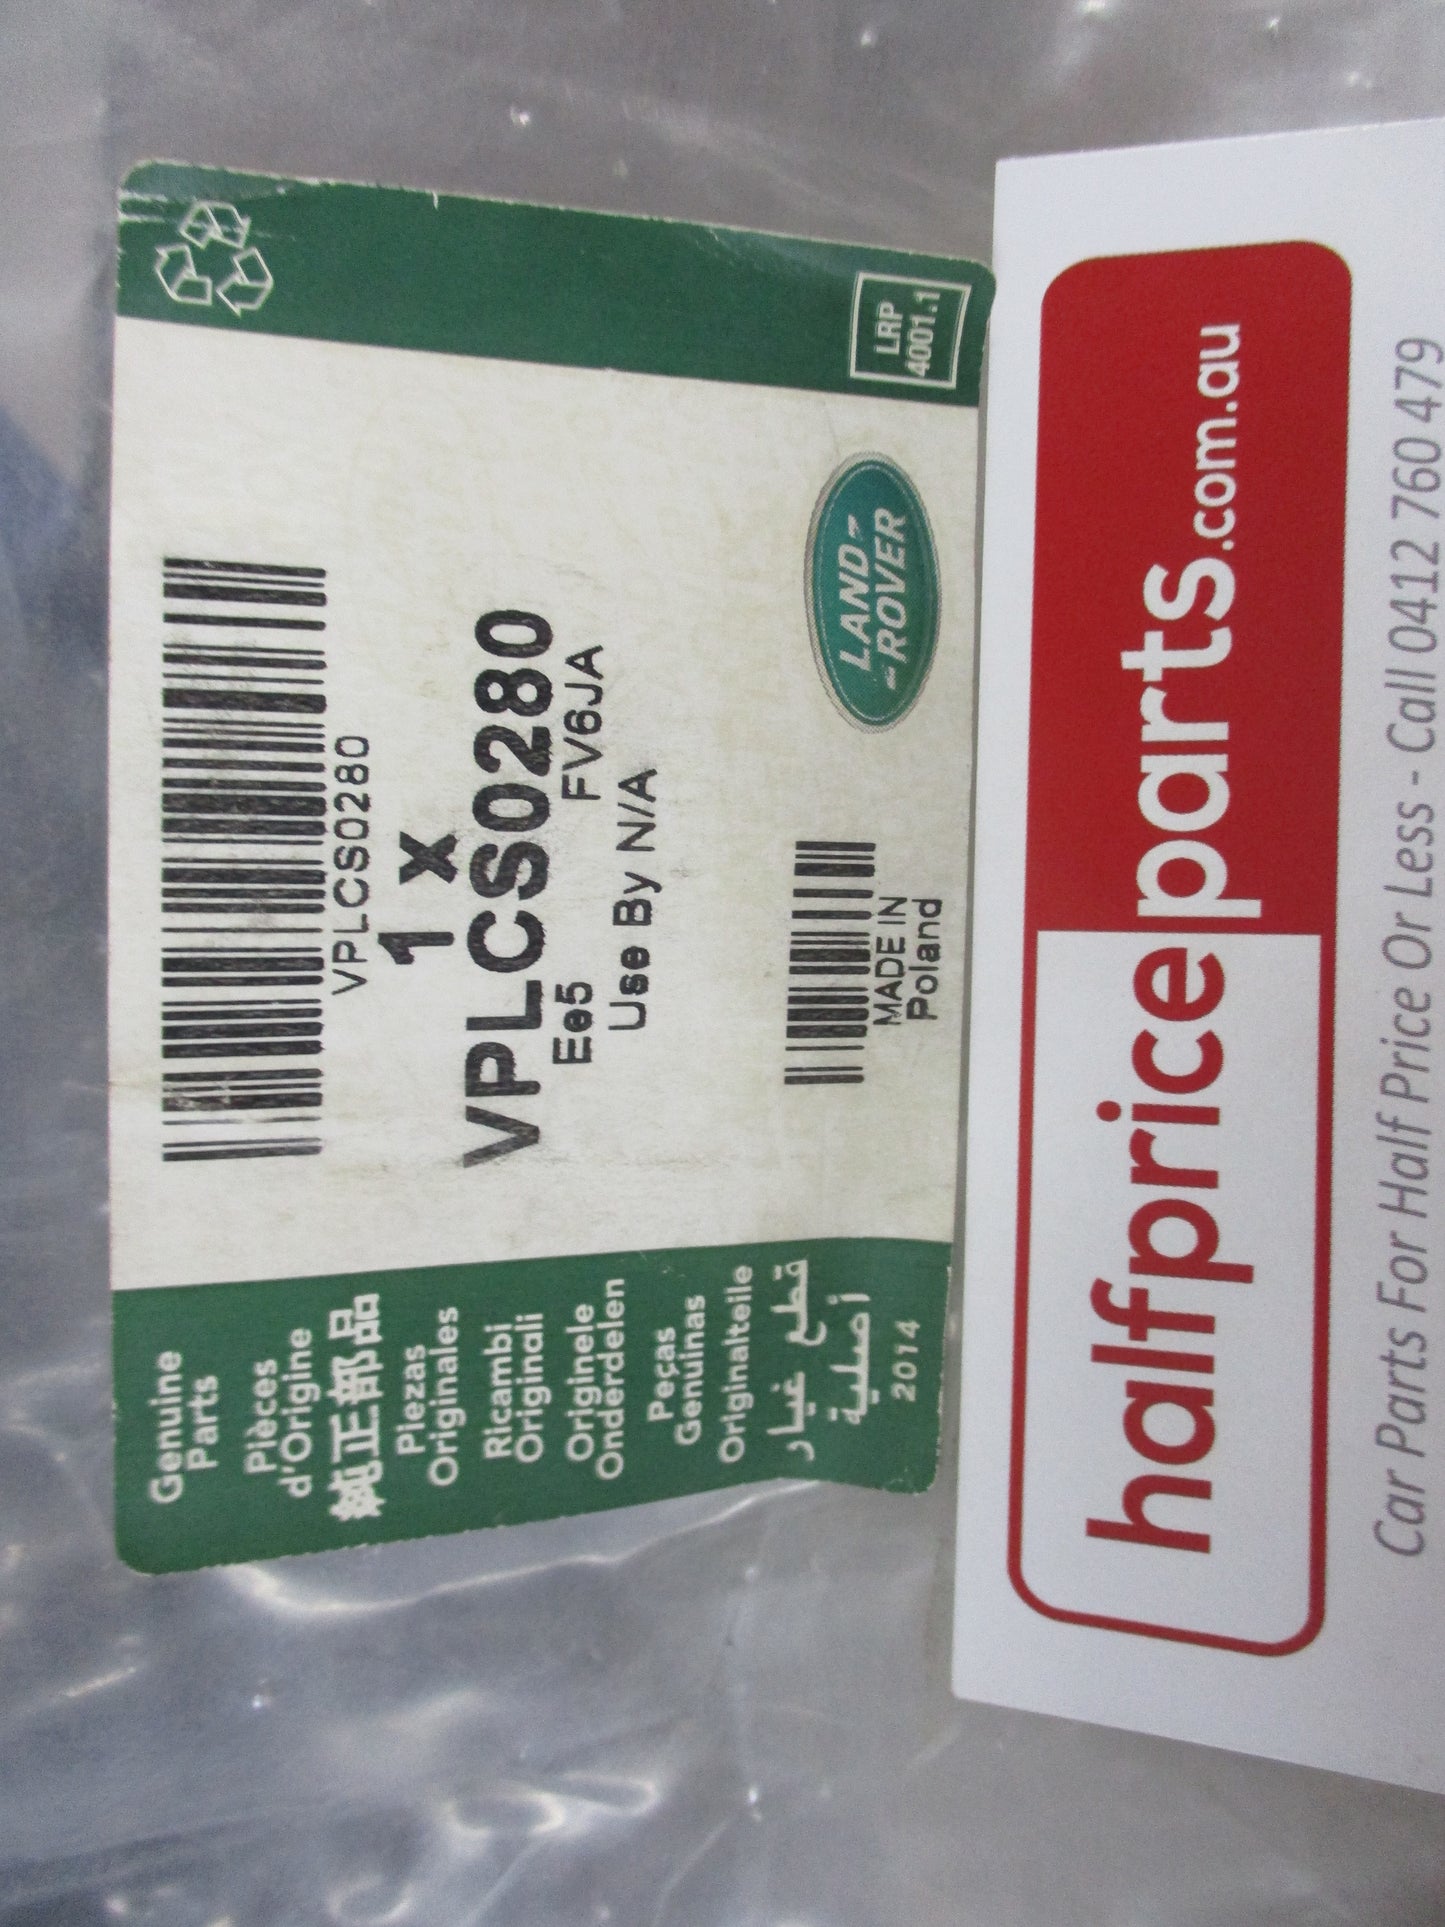 Genuine
Parts
Pièces
d'Origine
純正部品
Piezas
Originales
Ricambi
Originali
Originele
Onderdelen
Peças
Genuinas
Originalteile
قطع غيار
أصلية
2014
VPLCS0280
1 x
VPLCS0280
Ee5 FV6JA
Use By N/A
MADE IN
Poland
LAND
ROVER
LRP
4001.1
halfpriceparts.com.au
Car Parts For Half Price Or Less - Call 0412 760 479